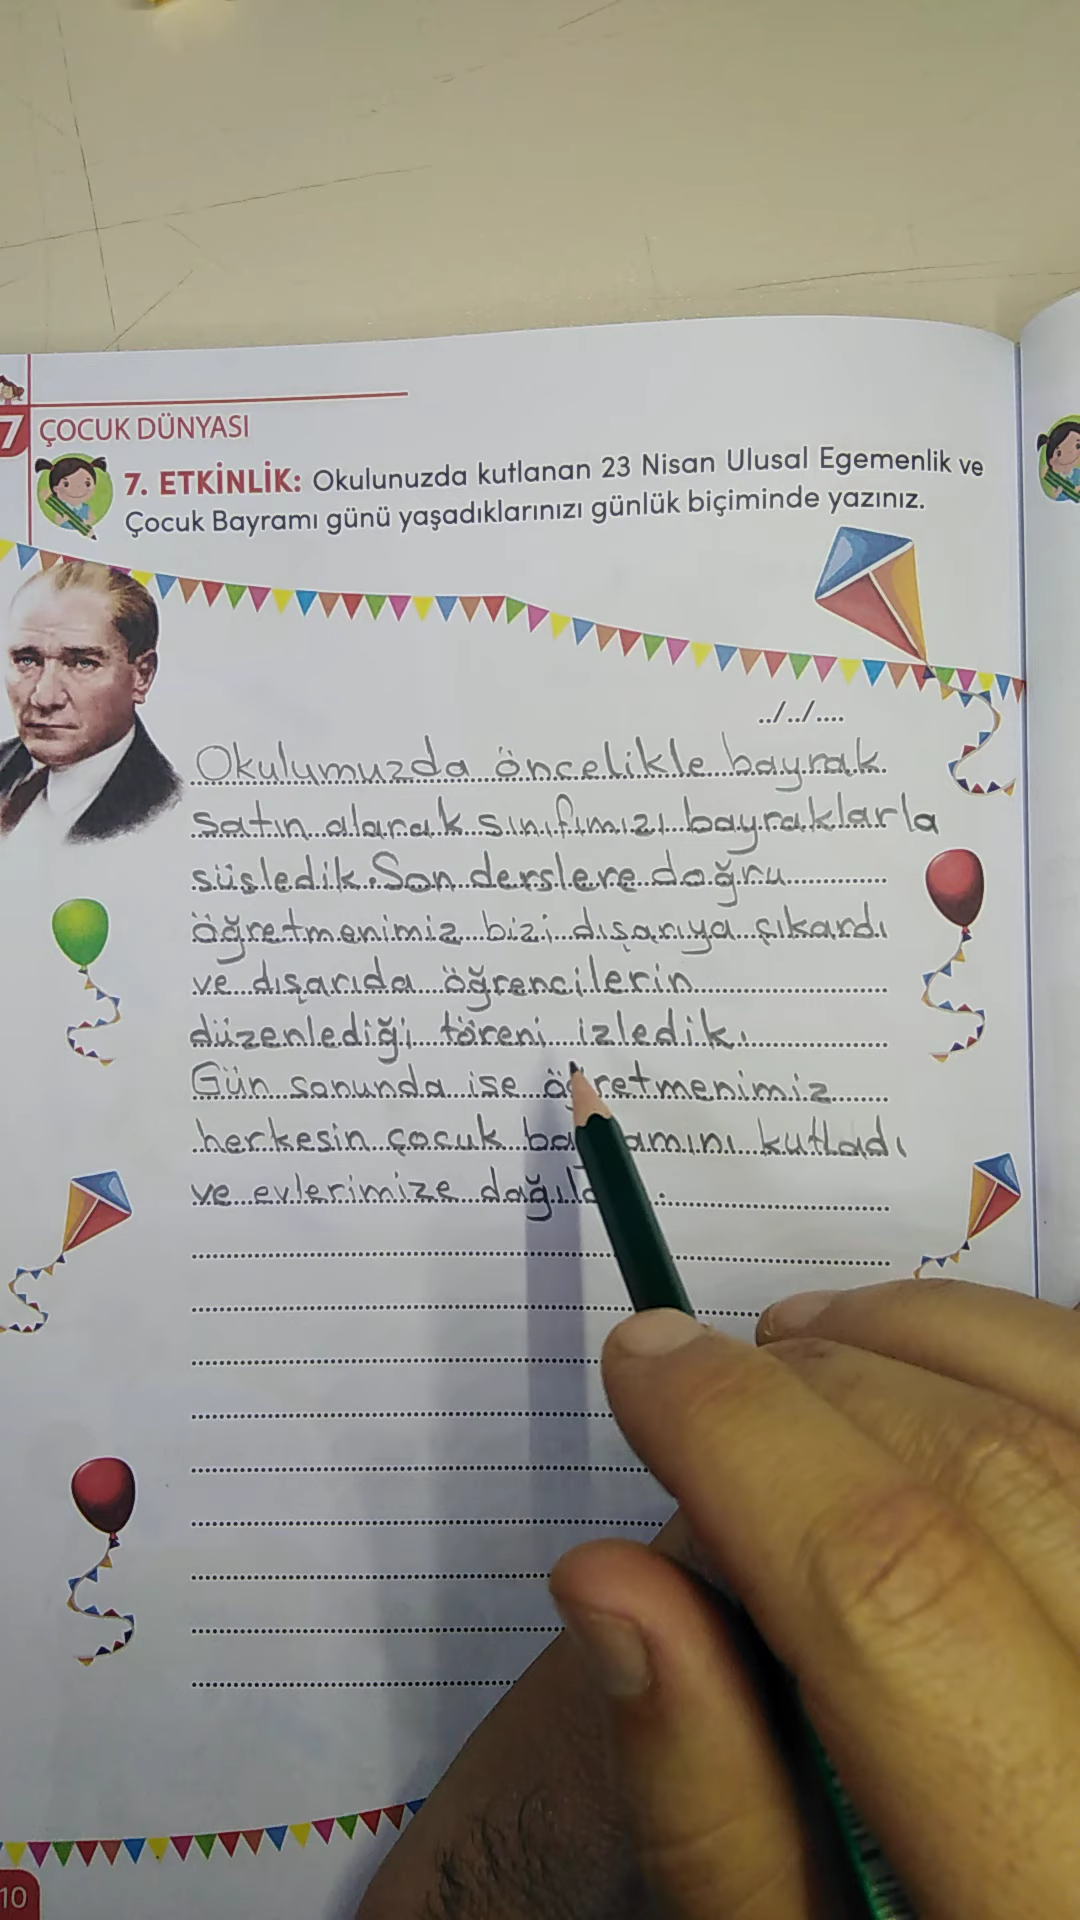 7 ÇOCUK DÜNYASI
7. ETKİNLİK: Okulunuzda kutlanan 23 Nisan Ulusal Egemenlik ve
Çocuk Bayramı günü yaşadıklarınızı günlük biçiminde yazınız.
../../....
Okulumuzda öncelikle bayrak
satın alarak sınıfımızı bayraklarla
süsledik. Son derslere doğru
öğretmenimiz bizi dışarıya çıkardı
ve dışarıda öğrencilerin
düzenlediği töreni izledik.
Gün sonunda ise öğretmenimiz
herkesin çocuk kutladı
ve evlerimize
10